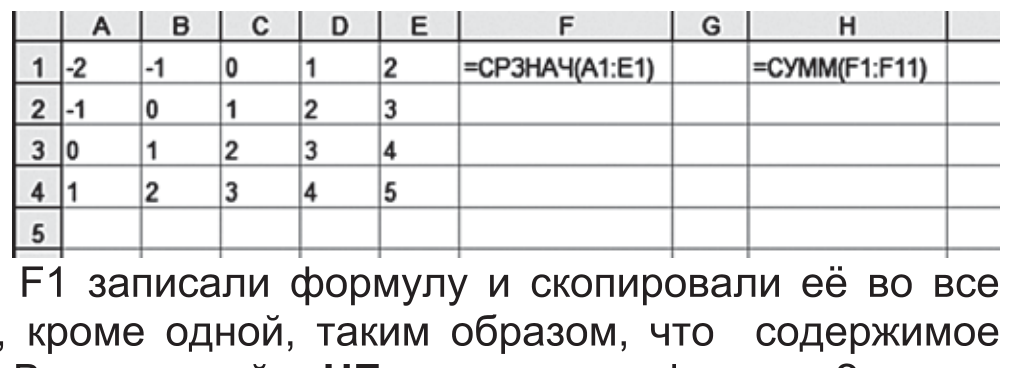 A B C D E F G H
1 -2 -1 0 1 2 =СРЗНАЧ(A1:E1) =СУММ(F1:F11)
2 -1 0 1 2 3
3 0 1 2 3 4
4 1 2 3 4 5
5
F1 записали формулу и скопировали её во все
, кроме одной, таким образом, что содержимое